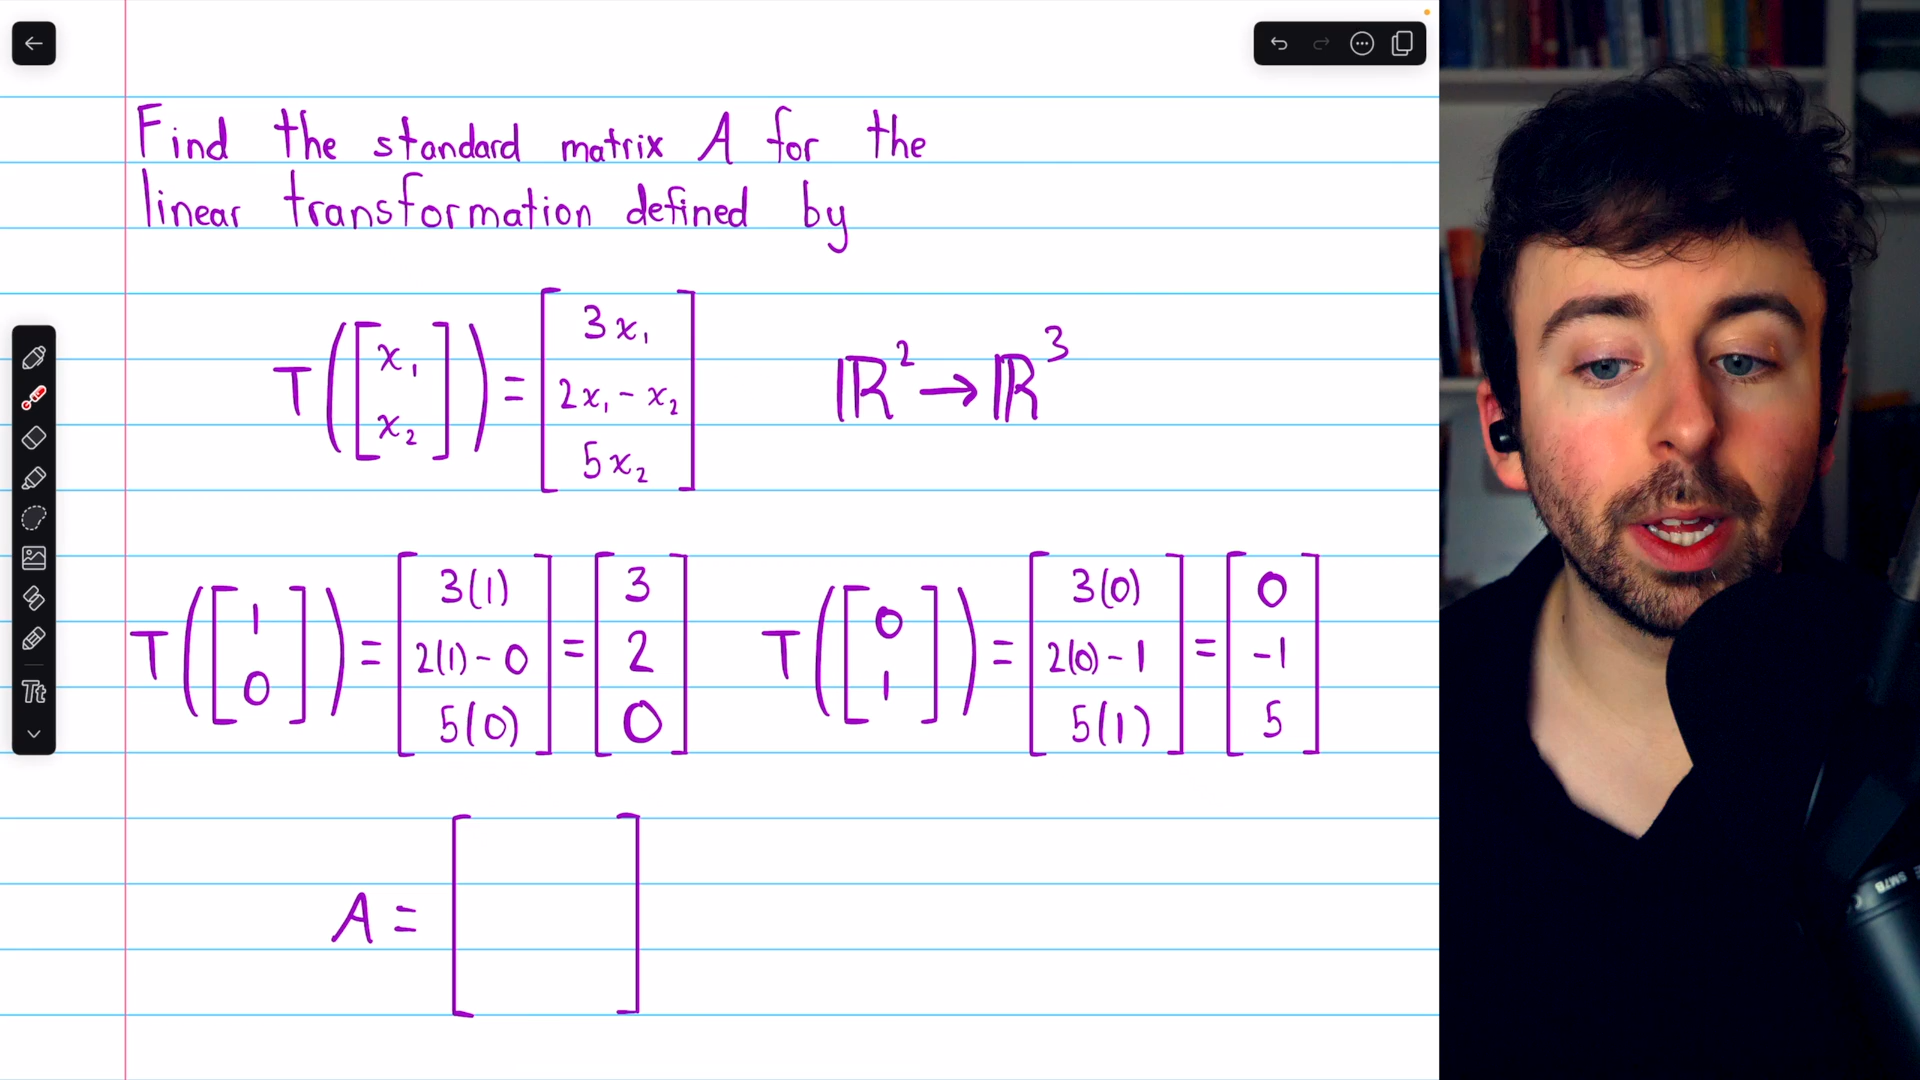 Find the standard matrix A for the
linear transformation defined by
T([x₁ x₂]) = [3x₁ 2x₁ - x₂ 5x₂] ℝ² → ℝ³
T([1 0]) = [3(1) 2(1) - 0 5(0)] = [3 2 0] T([0 1]) = [3(0) 2(0) - 1 5(1)] = [0 -1 5]
A = [ ]
Tt
SM7B